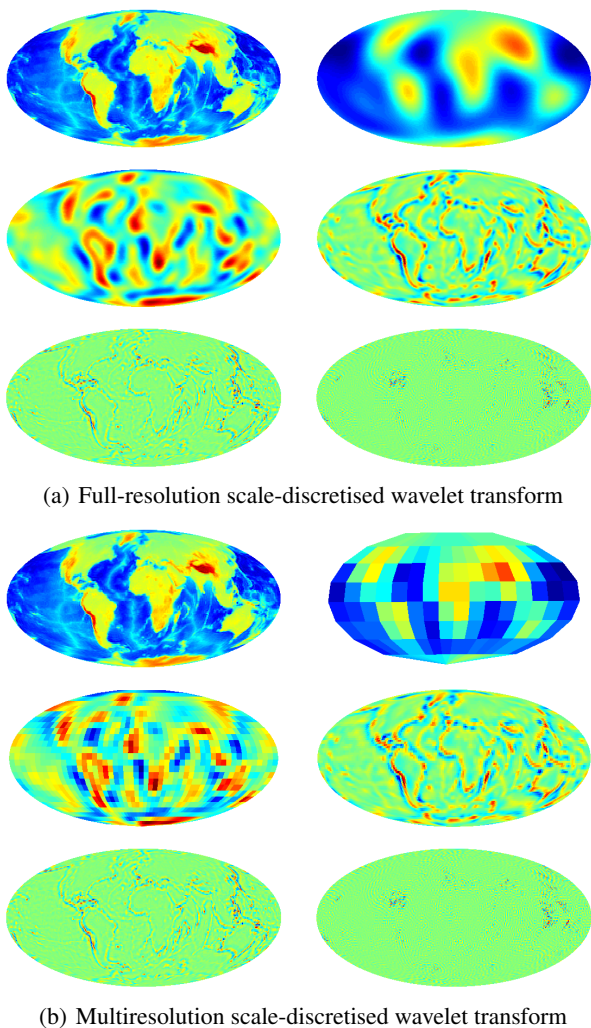 (a) Full-resolution scale-discretised wavelet transform
(b) Multiresolution scale-discretised wavelet transform